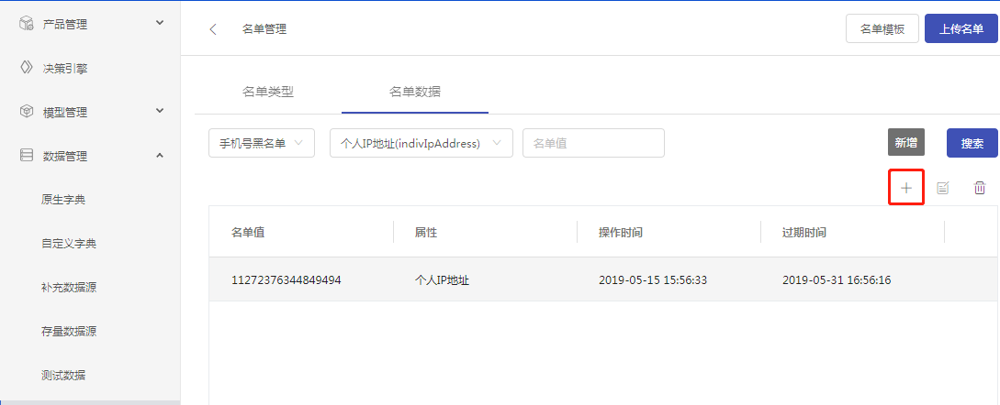 产品管理
决策引擎
模型管理
数据管理
原生字典
自定义字典
补充数据源
存量数据源
测试数据
名单管理
名单模板
上传名单
名单类型
名单数据
手机号黑名单
个人IP地址(indivIpAddress)
名单值
新增
搜索
名单值 属性 操作时间 过期时间
11272376344849494 个人IP地址 2019-05-15 15:56:33 2019-05-31 16:56:16